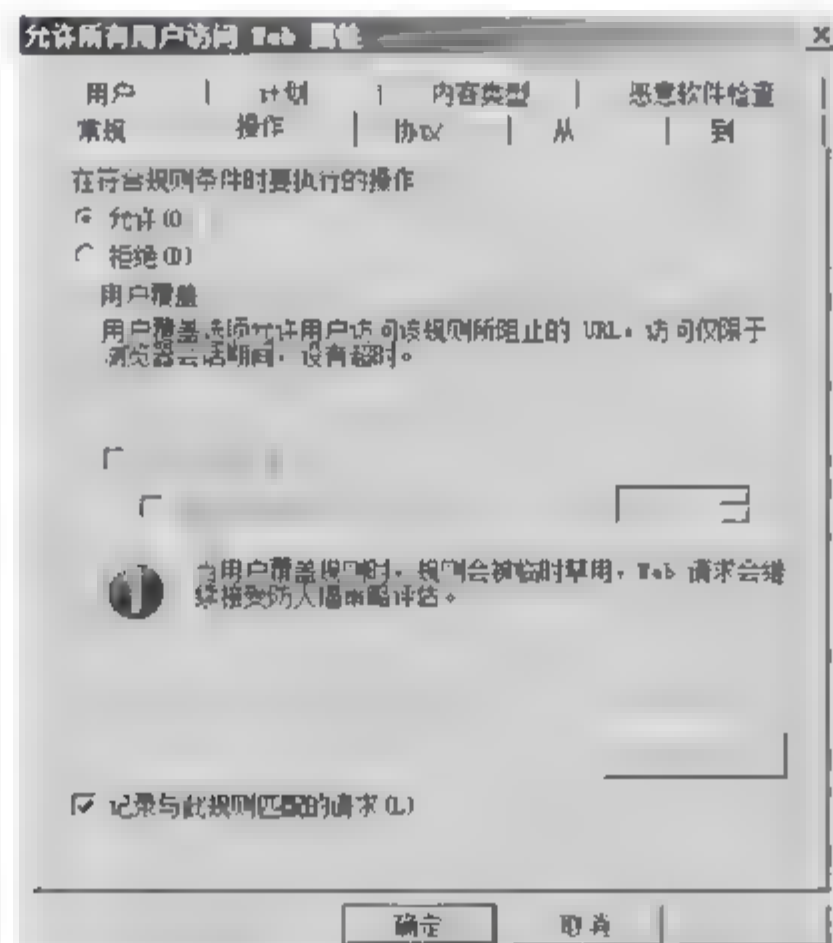 允许所有用户访问 Web 属性
用户 计划 内容类型 恶意软件检查
常规 操作 协议 从 到
在符合规则条件时要执行的操作
允许(I)
拒绝(D)
用户覆盖
用户覆盖选项允许用户访问该规则所阻止的 URL。访问仅限于
浏览器会话期间，没有超时。
当用户覆盖规则时，规则会被临时禁用，Web 请求会继
续接受防火墙策略评估。
记录与此规则匹配的请求(L)
确定 取消